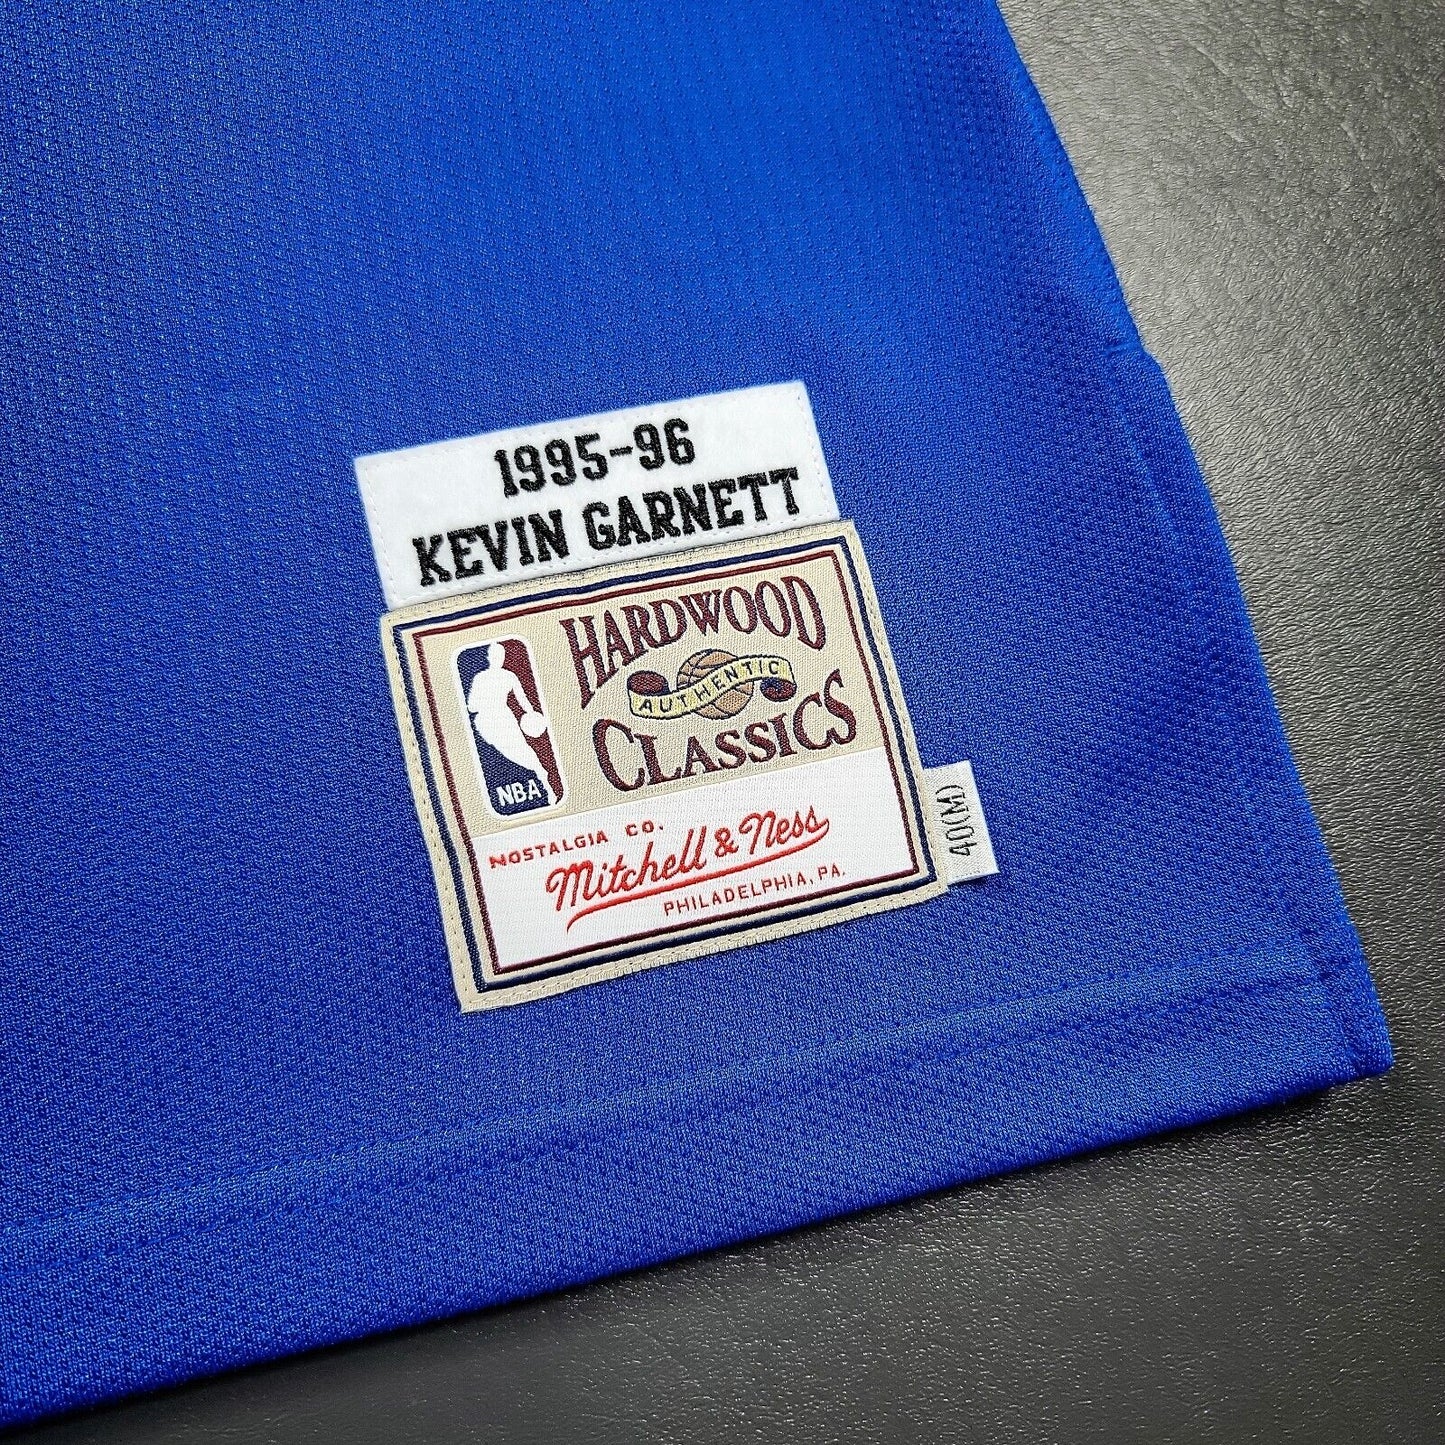 1995-96
KEVIN GARNETT
HARDWOOD
AUTHENTIC
CLASSICS
NBA
NOSTALGIA CO.
Mitchell & Ness
PHILADELPHIA, PA.
40(M)